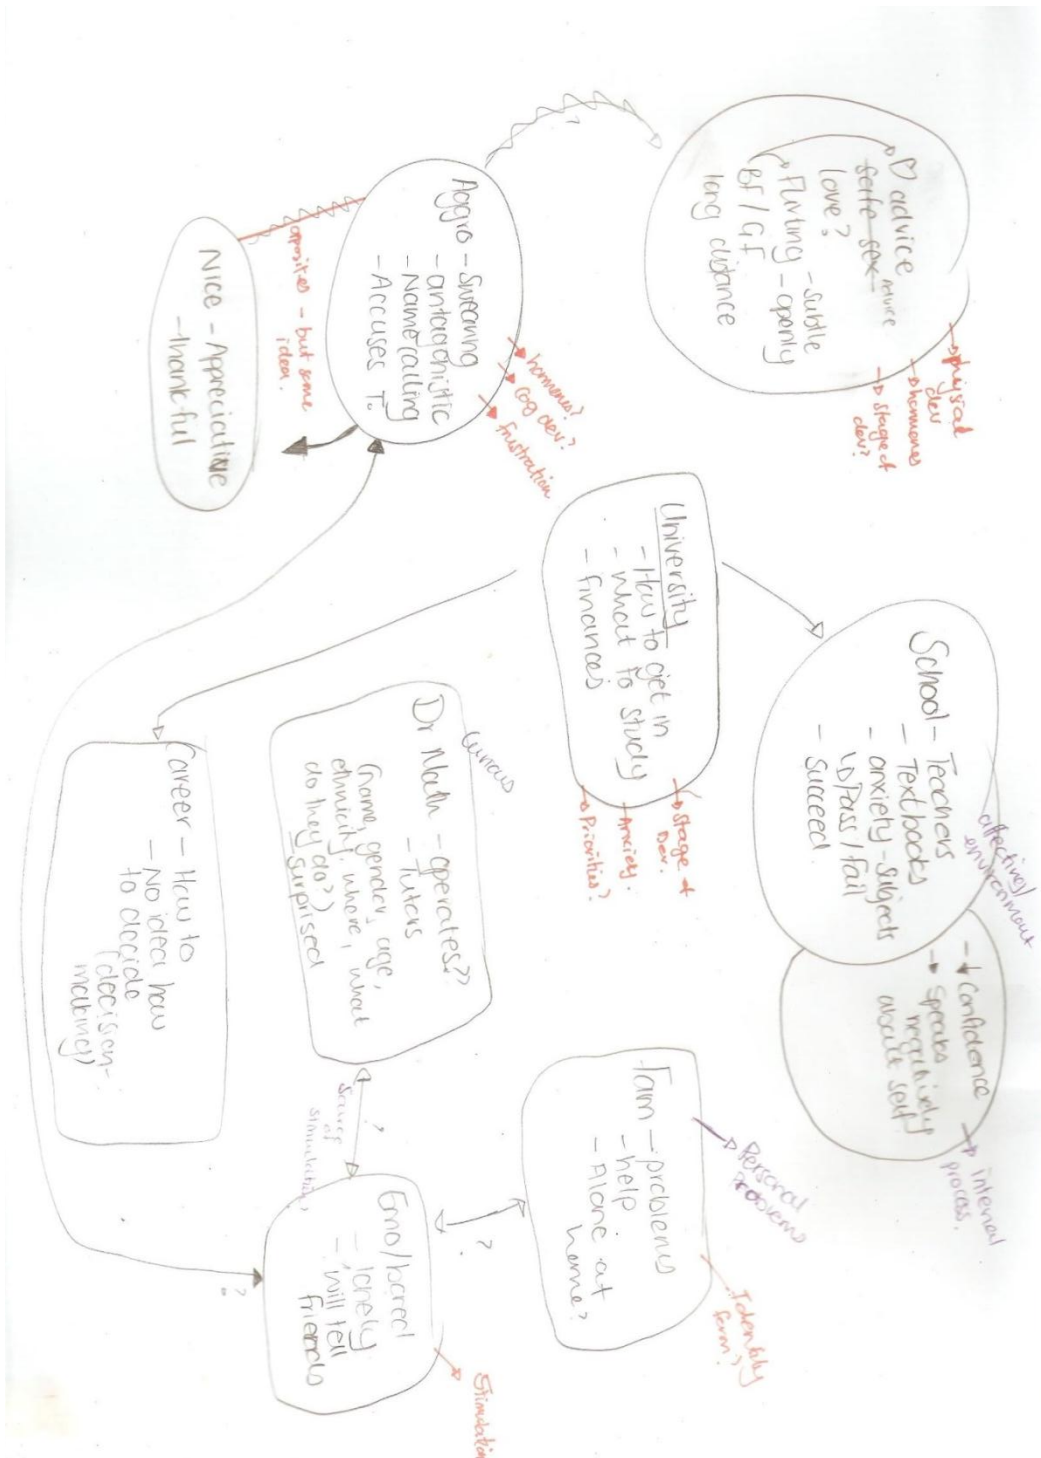 ♡ advice
safe sex advice
love?
Flirting - subtle
- openly
BF / GF
long distance
→ physical
dev
→ hormones
→ stage of
dev?
Aggro - Swearing
- antagonistic
- Namecalling
- Accuses T.
→ hormones?
→ Cog dev?
→ frustration
opposites - but same
idea.
Nice - Appreciative
- thankful
University
- How to get in
- What to study
- finances
→ Stage of
Dev.
→ Anxiety.
→ Priorities?
School - Teachers
- Textbooks
- anxiety - subjects
↳ Pass / fail
- Succeed.
affective/
environment
- ↓ Confidence
→ Speaks
negatively
about self
→ internal
process.
Curious
Dr Math - operates??
- Tutors
(name, gender, age,
ethnicity, where, what
do they do?)
- surprised
Career - How to
- No idea how
to decide
(decision-
making)
?
source
of
stimulation?
Fam - problems
- help
- Alone at
home?
→ Personal
problems
Identity
form?
?
Emo/bored
- lonely
- will tell
friends
→ Stimulation
?